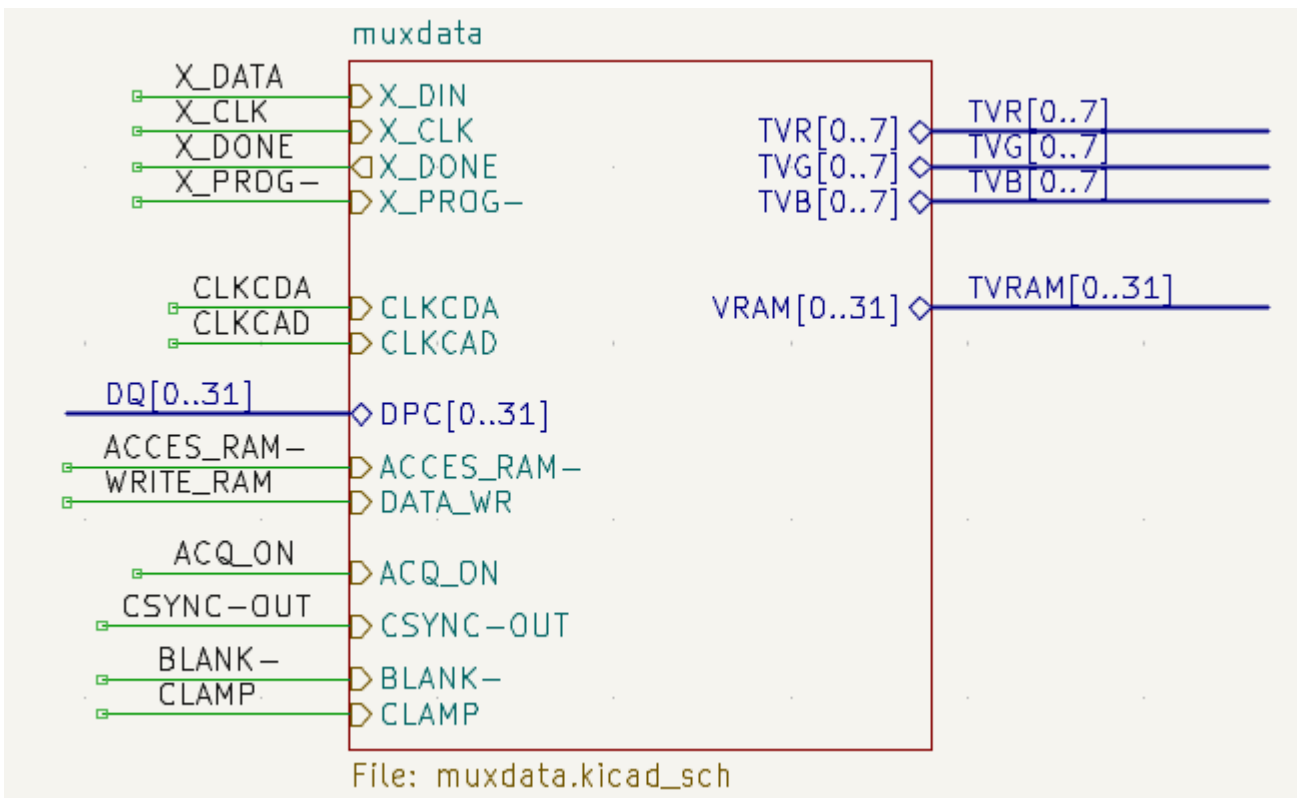 muxdata
X_DATA
X_DIN
X_CLK
X_CLK
X_DONE
X_DONE
X_PROG-
X_PROG-
TVR[0..7]
TVR[0..7]
TVG[0..7]
TVG[0..7]
TVB[0..7]
TVB[0..7]
CLKCDA
CLKCDA
CLKCAD
CLKCAD
VRAM[0..31]
TVRAM[0..31]
DQ[0..31]
DPC[0..31]
ACCES_RAM-
ACCES_RAM-
WRITE_RAM
DATA_WR
ACQ_ON
ACQ_ON
CSYNC-OUT
CSYNC-OUT
BLANK-
BLANK-
CLAMP
CLAMP
File: muxdata.kicad_sch